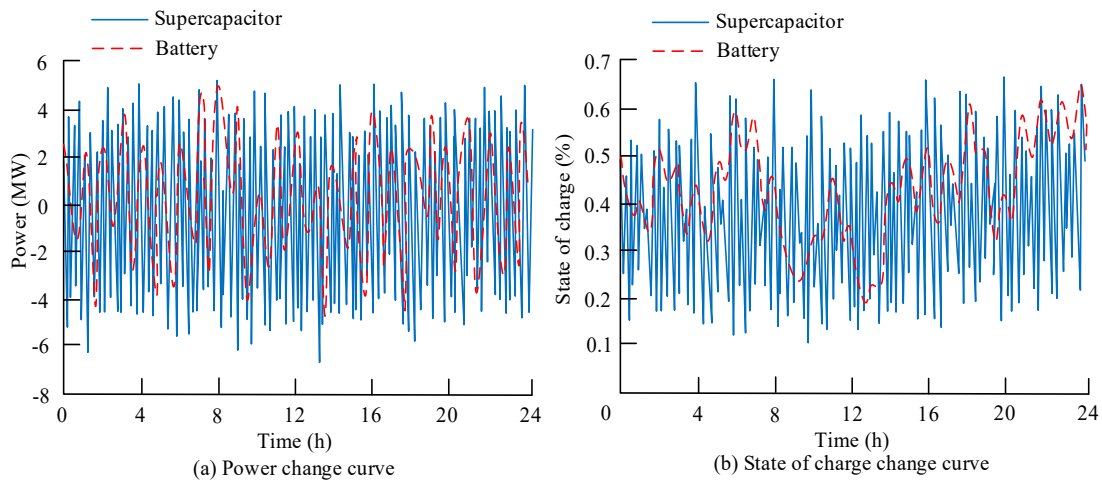 Supercapacitor
Battery
6
4
2
0
-2
-4
-6
-8
Power (MW)
0
4
8
12
16
20
24
Time (h)
(a) Power change curve
Supercapacitor
Battery
0.7
0.6
0.5
0.4
0.3
0.2
0.1
State of charge (%)
0
4
8
12
16
20
24
Time (h)
(b) State of charge change curve